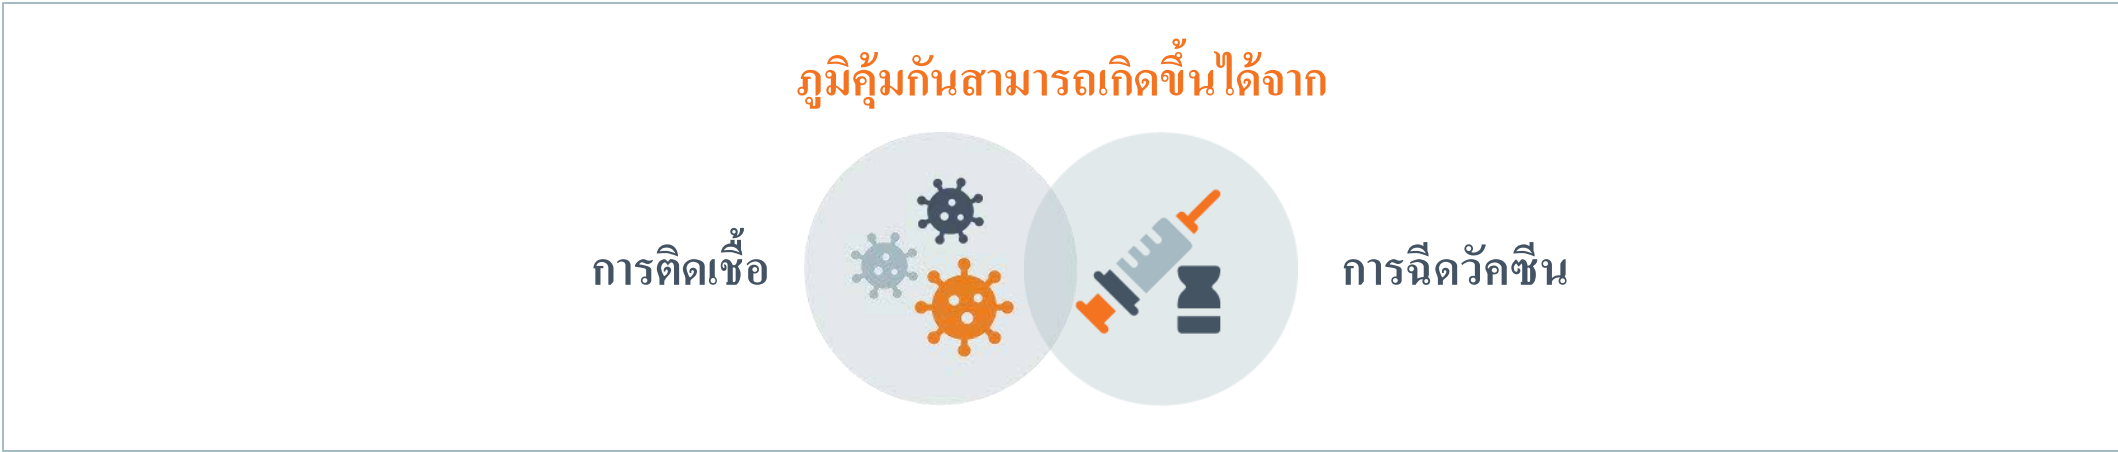 ภูมิคุ้มกันสามารถเกิดขึ้นได้จาก
การติดเชื้อ
การฉีดวัคซีน